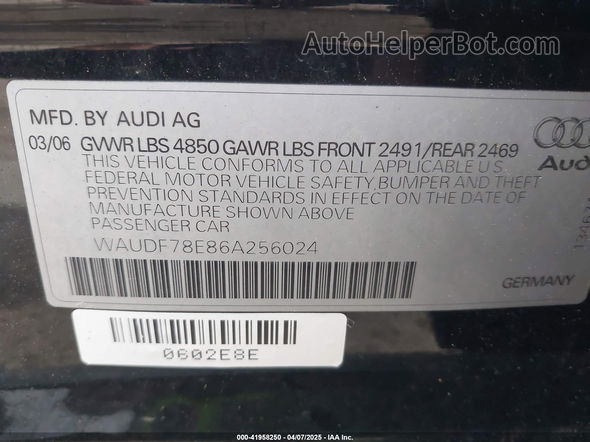 AutoHelperBot.com
MFD. BY AUDI AG
03/06 GVWR LBS 4850 GAWR LBS FRONT 2491/REAR 2469
THIS VEHICLE CONFORMS TO ALL APPLICABLE U.S.
FEDERAL MOTOR VEHICLE SAFETY, BUMPER AND THEFT
PREVENTION STANDARDS IN EFFECT ON THE DATE OF
MANUFACTURE SHOWN ABOVE
PASSENGER CAR
WAUDF78E86A256024
Audi
GERMANY
0602E8E
© 000-41958250 - 04/07/2025 - IAA Inc.